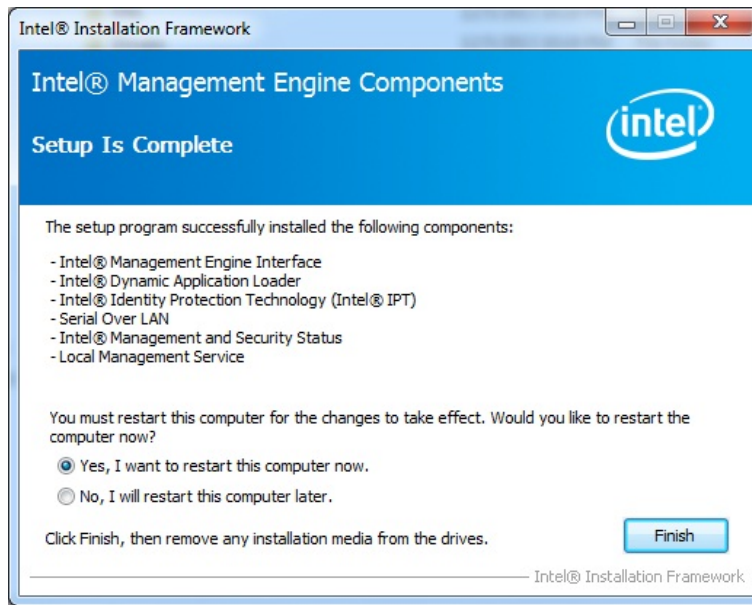 Intel® Installation Framework
Intel® Management Engine Components
intel
Setup Is Complete
The setup program successfully installed the following components:
- Intel® Management Engine Interface
- Intel® Dynamic Application Loader
- Intel® Identity Protection Technology (Intel® IPT)
- Serial Over LAN
- Intel® Management and Security Status
- Local Management Service
You must restart this computer for the changes to take effect. Would you like to restart the
computer now?
Yes, I want to restart this computer now.
No, I will restart this computer later.
Click Finish, then remove any installation media from the drives.
Finish
Intel® Installation Framework